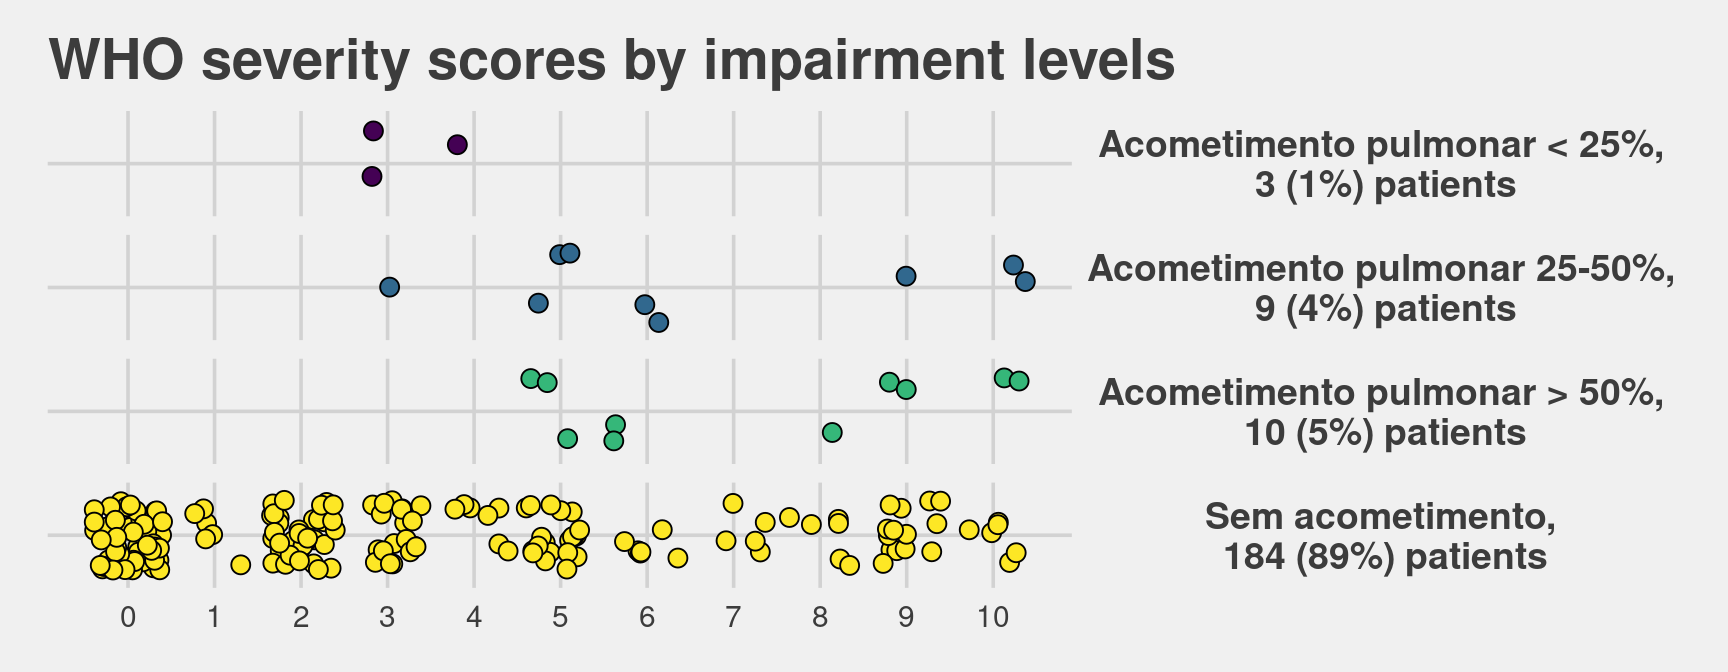 WHO severity scores by impairment levels
Acometimento pulmonar < 25%,
3 (1%) patients
Acometimento pulmonar 25-50%,
9 (4%) patients
Acometimento pulmonar > 50%,
10 (5%) patients
Sem acometimento,
184 (89%) patients
0 1 2 3 4 5 6 7 8 9 10